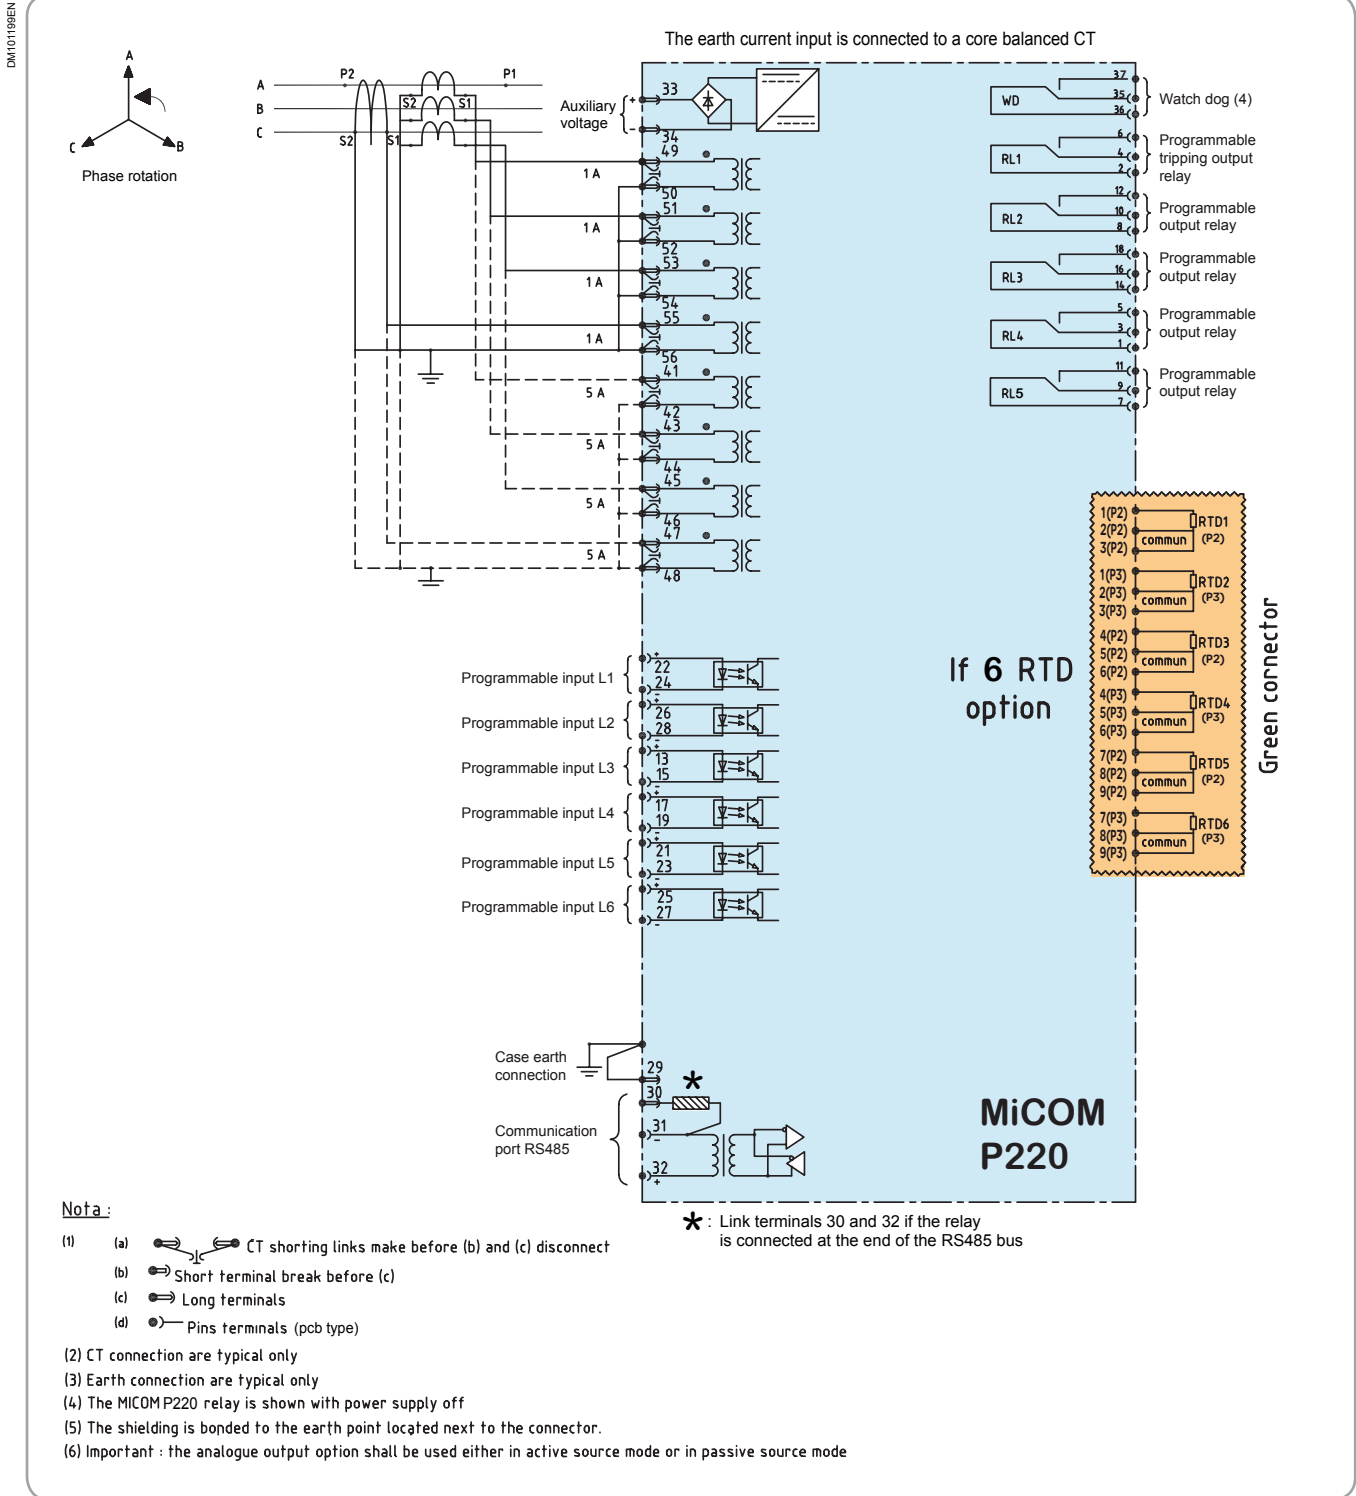 DM101199EN
The earth current input is connected to a core balanced CT
A
C
B
Phase rotation
A
B
C
P2
P1
S2
S1
S2
S1
Auxiliary
voltage
+
-
33
34
49
1 A
50
51
1 A
52
53
1 A
54
55
1 A
56
41
5 A
42
43
5 A
44
45
5 A
46
47
5 A
48
WD
37
35
36
Watch dog (4)
RL1
6
4
2
Programmable
tripping output
relay
RL2
12
10
8
Programmable
output relay
RL3
18
16
14
Programmable
output relay
RL4
5
3
1
Programmable
output relay
RL5
11
9
7
Programmable
output relay
1(P2)
2(P2)
3(P2)
commun
RTD1
(P2)
1(P3)
2(P3)
3(P3)
commun
RTD2
(P3)
4(P2)
5(P2)
6(P2)
commun
RTD3
(P2)
4(P3)
5(P3)
6(P3)
commun
RTD4
(P3)
7(P2)
8(P2)
9(P2)
commun
RTD5
(P2)
7(P3)
8(P3)
9(P3)
commun
RTD6
(P3)
Green cornector
If 6 RTD
option
Programmable input L1
+
22
24
-
Programmable input L2
+
26
28
-
Programmable input L3
+
13
15
-
Programmable input L4
+
17
19
-
Programmable input L5
+
21
23
-
Programmable input L6
+
25
27
-
Case earth
connection
29
30
*
Communication
port RS485
31
-
32
+
MiCOM
P220
* : Link terminals 30 and 32 if the relay
is connected at the end of the RS485 bus
Nota :
(1) (a) CT shorting links make before (b) and (c) disconnect
(b) Short terminal break before (c)
(c) Long terminals
(d) Pins terminals (pcb type)
(2) CT connection are typical only
(3) Earth connection are typical only
(4) The MICOM P220 relay is shown with power supply off
(5) The shielding is bonded to the earth point located next to the connector.
(6) Important : the analogue output option shall be used either in active source mode or in passive source mode